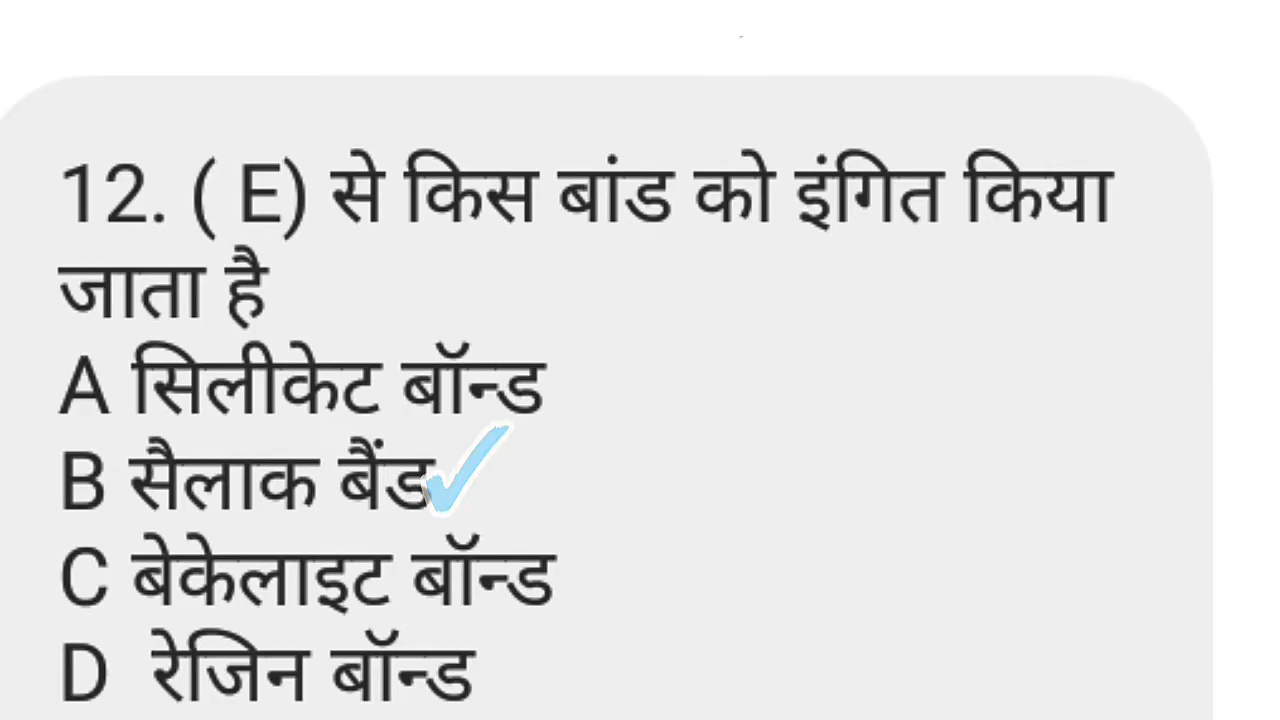 12. ( E) से किस बांड को इंगित किया
जाता है
A सिलीकेट बॉन्ड
B सैलाक बैंड
C बेकेलाइट बॉन्ड
D रेजिन बॉन्ड